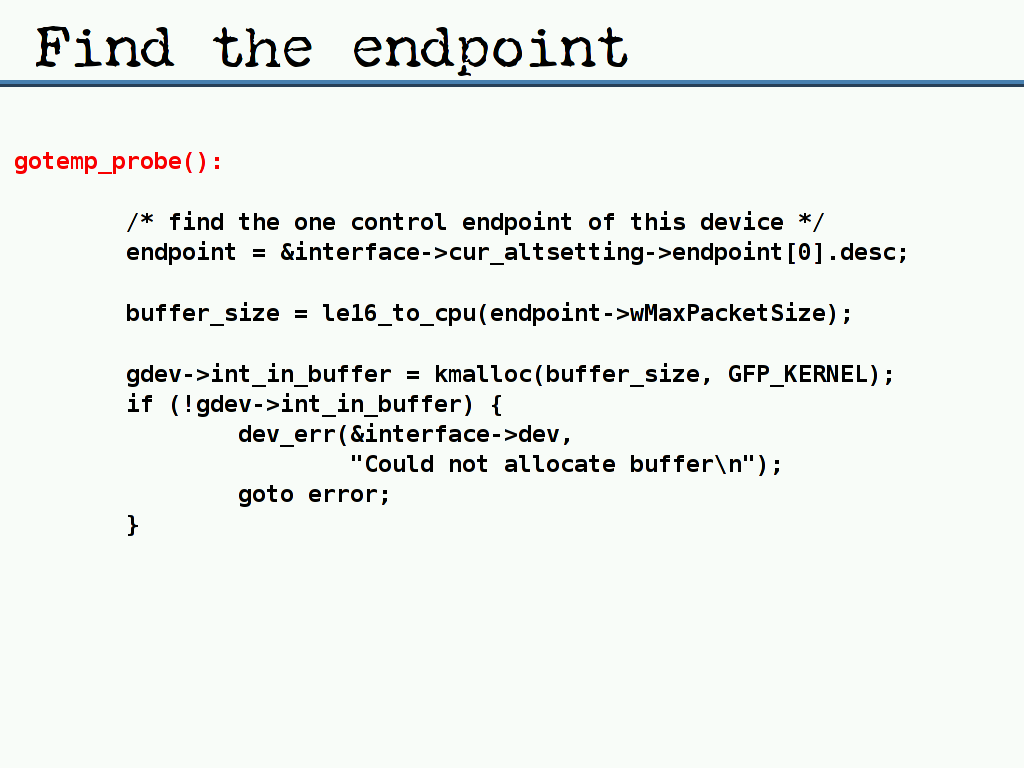 Find the endpoint
gotemp_probe():
/* find the one control endpoint of this device */
endpoint = &interface->cur_altsetting->endpoint[0].desc;
buffer_size = le16_to_cpu(endpoint->wMaxPacketSize);
gdev->int_in_buffer = kmalloc(buffer_size, GFP_KERNEL);
if (!gdev->int_in_buffer) {
dev_err(&interface->dev,
"Could not allocate buffer\n");
goto error;
}